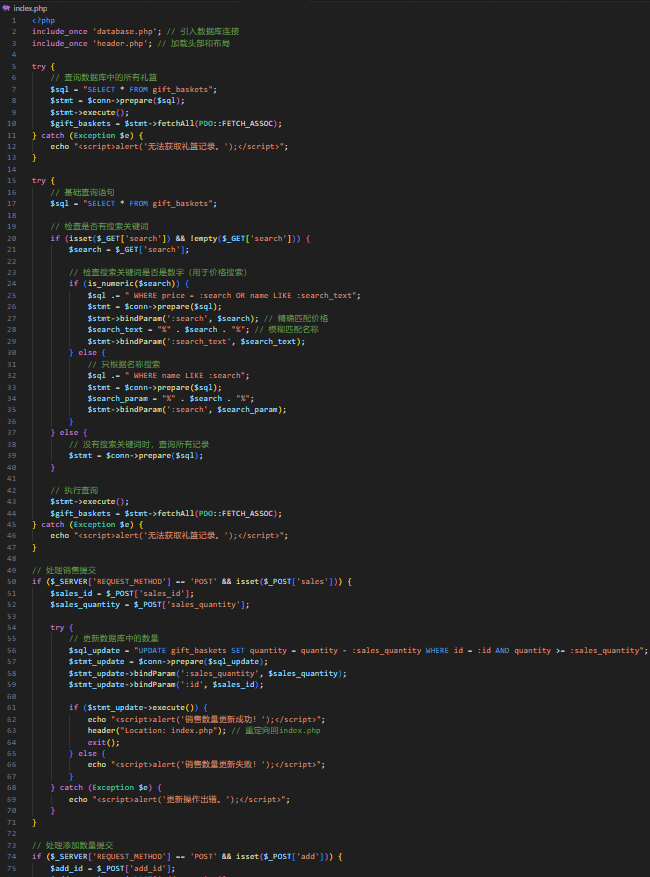 index.php
1 <?php
2 include_once 'database.php'; // 引入数据库连接
3 include_once 'header.php'; // 加载头部和布局
4
5 try {
6 // 查询数据库中的所有礼篮
7 $sql = "SELECT * FROM gift_baskets";
8 $stmt = $conn->prepare($sql);
9 $stmt->execute();
10 $gift_baskets = $stmt->fetchAll(PDO::FETCH_ASSOC);
11 } catch (Exception $e) {
12 echo "<script>alert('无法获取礼篮记录。');</script>";
13 }
14
15 try {
16 // 基础查询语句
17 $sql = "SELECT * FROM gift_baskets";
18
19 // 检查是否有搜索关键词
20 if (isset($_GET['search']) && !empty($_GET['search'])) {
21 $search = $_GET['search'];
22
23 // 检查搜索关键词是否是数字（用于价格搜索）
24 if (is_numeric($search)) {
25 $sql .= " WHERE price = :search OR name LIKE :search_text";
26 $stmt = $conn->prepare($sql);
27 $stmt->bindParam(':search', $search); // 精确匹配价格
28 $search_text = "%" . $search . "%"; // 模糊匹配名称
29 $stmt->bindParam(':search_text', $search_text);
30 } else {
31 // 只根据名称搜索
32 $sql .= " WHERE name LIKE :search";
33 $stmt = $conn->prepare($sql);
34 $search_param = "%" . $search . "%";
35 $stmt->bindParam(':search', $search_param);
36 }
37 } else {
38 // 没有搜索关键词时，查询所有记录
39 $stmt = $conn->prepare($sql);
40 }
41
42 // 执行查询
43 $stmt->execute();
44 $gift_baskets = $stmt->fetchAll(PDO::FETCH_ASSOC);
45 } catch (Exception $e) {
46 echo "<script>alert('无法获取礼篮记录。');</script>";
47 }
48
49 // 处理销售提交
50 if ($_SERVER['REQUEST_METHOD'] == 'POST' && isset($_POST['sales'])) {
51 $sales_id = $_POST['sales_id'];
52 $sales_quantity = $_POST['sales_quantity'];
53
54 try {
55 // 更新数据库中的数量
56 $sql_update = "UPDATE gift_baskets SET quantity = quantity - :sales_quantity WHERE id = :id AND quantity >= :sales_quantity";
57 $stmt_update = $conn->prepare($sql_update);
58 $stmt_update->bindParam(':sales_quantity', $sales_quantity);
59 $stmt_update->bindParam(':id', $sales_id);
60
61 if ($stmt_update->execute()) {
62 echo "<script>alert('销售数量更新成功！');</script>";
63 header("Location: index.php"); // 重定向回index.php
64 exit();
65 } else {
66 echo "<script>alert('销售数量更新失败！');</script>";
67 }
68 } catch (Exception $e) {
69 echo "<script>alert('更新操作出错。');</script>";
70 }
71 }
72
73 // 处理添加数量提交
74 if ($_SERVER['REQUEST_METHOD'] == 'POST' && isset($_POST['add'])) {
75 $add_id = $_POST['add_id'];